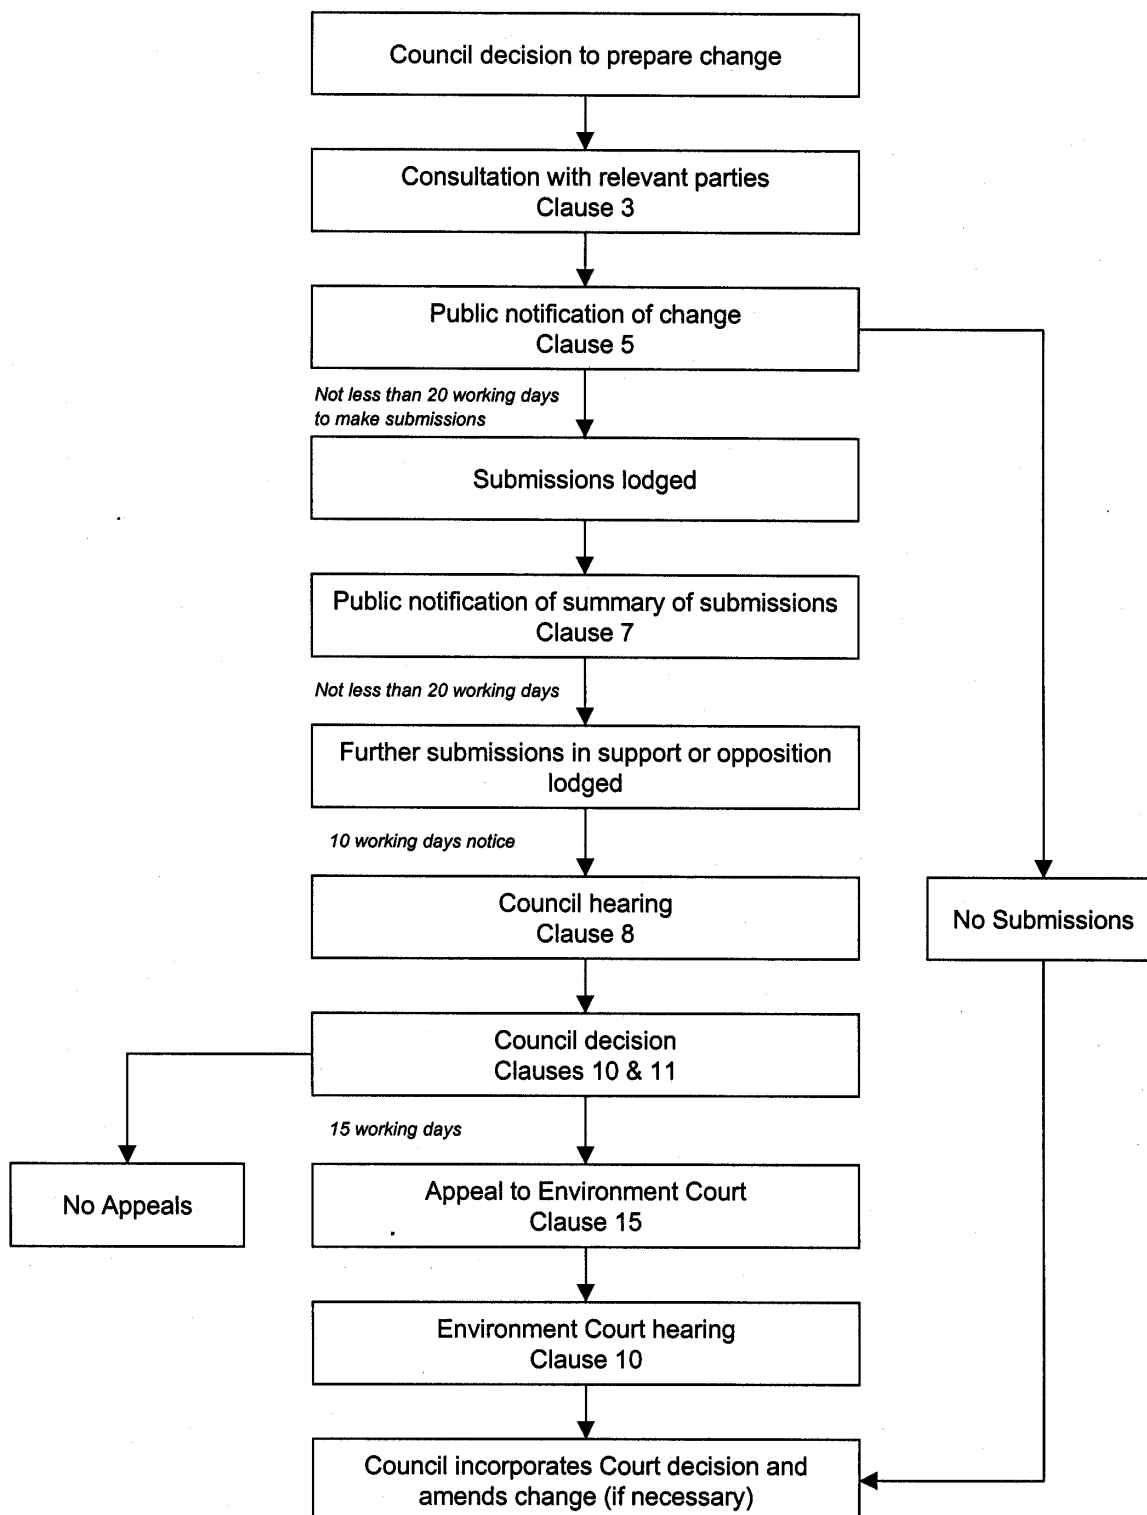 Council decision to prepare change
Consultation with relevant parties
Clause 3
Public notification of change
Clause 5
Not less than 20 working days
to make submissions
Submissions lodged
Public notification of summary of submissions
Clause 7
Not less than 20 working days
Further submissions in support or opposition
lodged
10 working days notice
Council hearing
Clause 8
No Submissions
Council decision
Clauses 10 & 11
15 working days
No Appeals
Appeal to Environment Court
Clause 15
Environment Court hearing
Clause 10
Council incorporates Court decision and
amends change (if necessary)